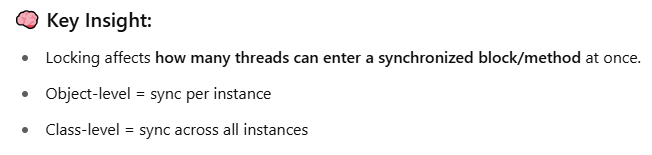 🧠 Key Insight:
• Locking affects how many threads can enter a synchronized block/method at once.
• Object-level = sync per instance
• Class-level = sync across all instances